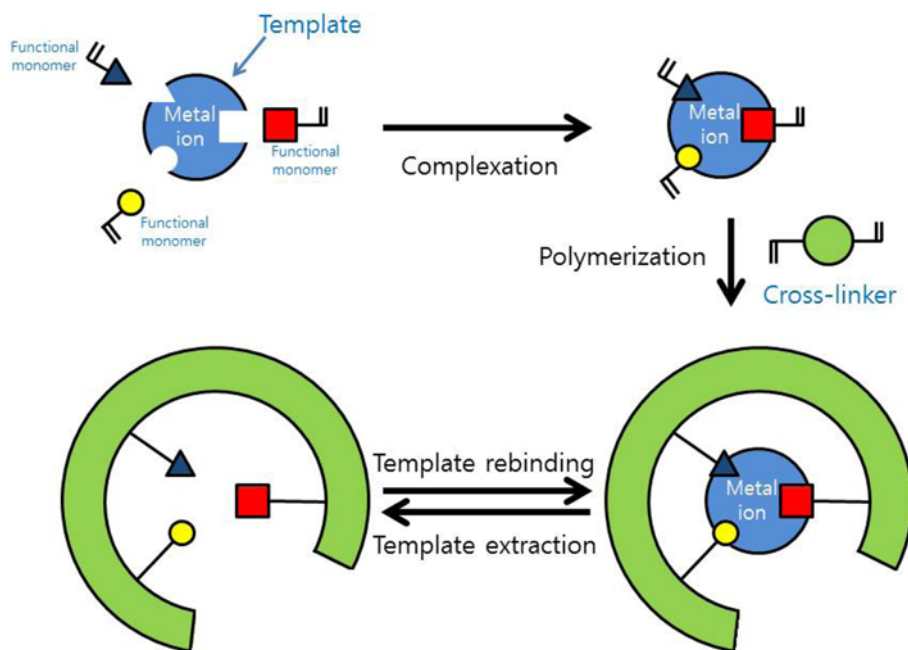 Template
Functional
monomer
Metal
ion
Functional
monomer
Functional
monomer
Complexation
Metal
ion
Polymerization
Cross-linker
Template rebinding
Template extraction
Metal
ion